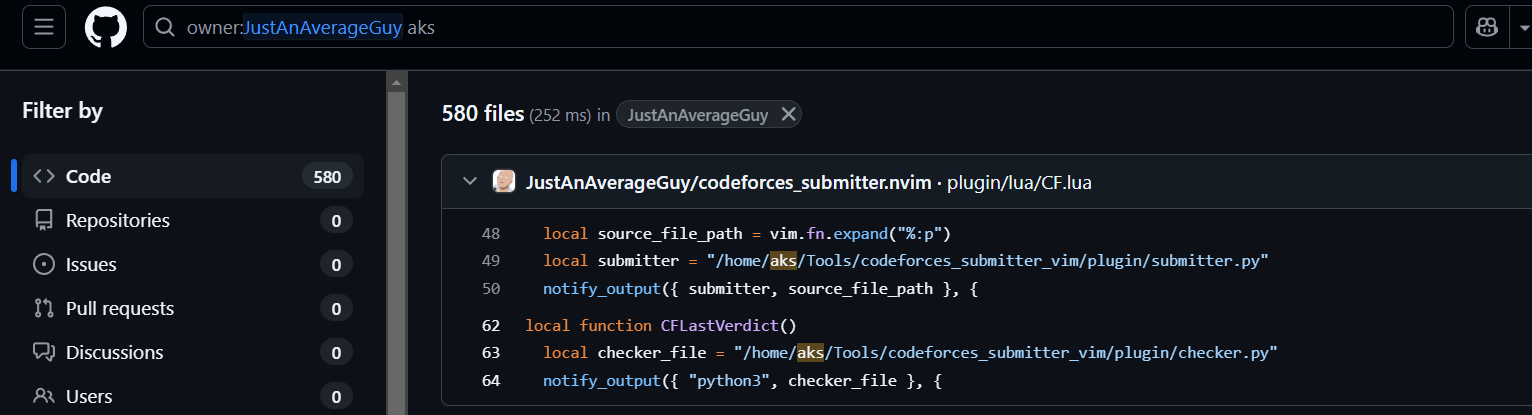 owner:JustAnAverageGuy aks
Filter by
Code 580
Repositories 0
Issues 0
Pull requests 0
Discussions 0
Users 0
580 files (252 ms) in JustAnAverageGuy
JustAnAverageGuy/codeforces_submitter.nvim · plugin/lua/CF.lua
48 local source_file_path = vim.fn.expand("%:p")
49 local submitter = "/home/aks/Tools/codeforces_submitter_vim/plugin/submitter.py"
50 notify_output({ submitter, source_file_path }, {
62 local function CFLastVerdict()
63 local checker_file = "/home/aks/Tools/codeforces_submitter_vim/plugin/checker.py"
64 notify_output({ "python3", checker_file }, {